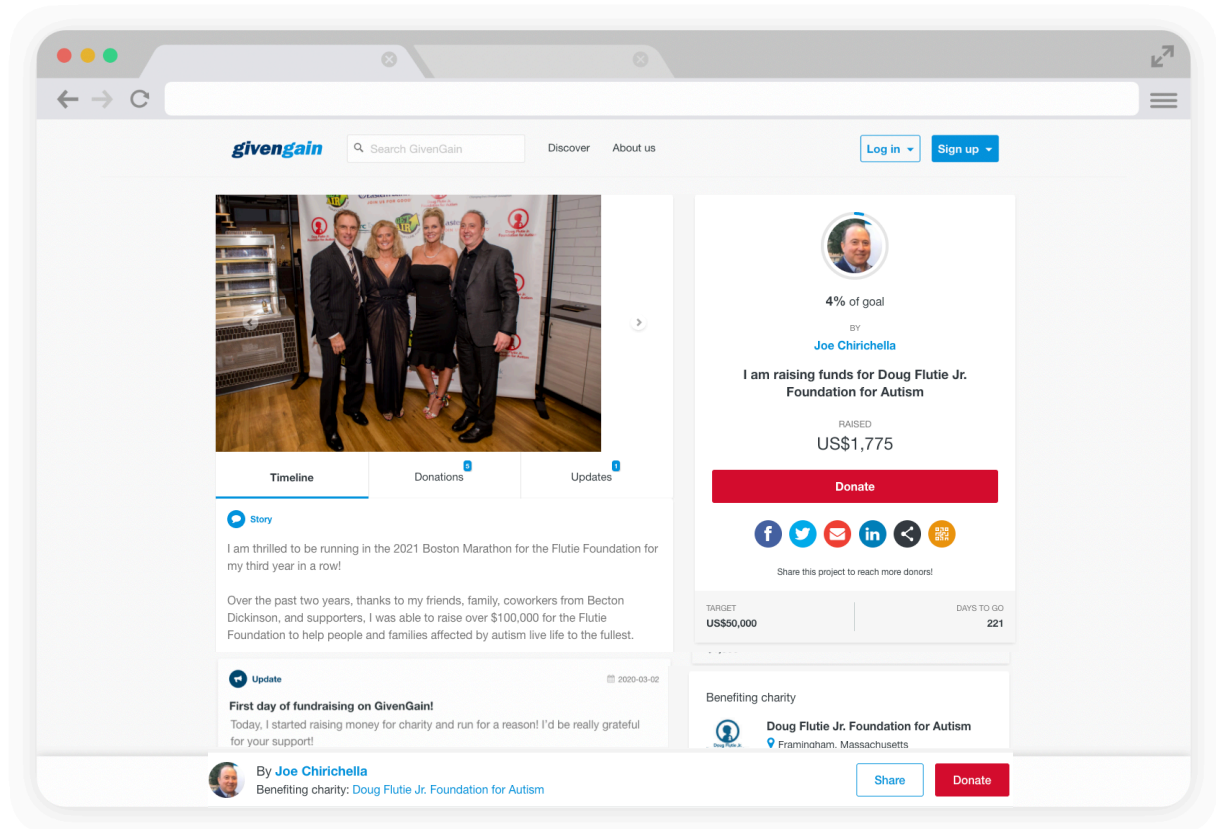 givengain
Search GivenGain
Discover
About us
Log in
Sign up
4% of goal
BY
Joe Chirichella
I am raising funds for Doug Flutie Jr.
Foundation for Autism
RAISED
US$1,775
Donate
Share this project to reach more donors!
TARGET
US$50,000
DAYS TO GO
221
Timeline
Donations
5
Updates
1
Story
I am thrilled to be running in the 2021 Boston Marathon for the Flutie Foundation for
my third year in a row!
Over the past two years, thanks to my friends, family, coworkers from Becton
Dickinson, and supporters, I was able to raise over $100,000 for the Flutie
Foundation to help people and families affected by autism live life to the fullest.
Update
2020-03-02
First day of fundraising on GivenGain!
Today, I started raising money for charity and run for a reason! I'd be really grateful
for your support!
Benefiting charity
Doug Flutie Jr. Foundation for Autism
Framingham, Massachusetts
By Joe Chirichella
Benefiting charity: Doug Flutie Jr. Foundation for Autism
Share
Donate